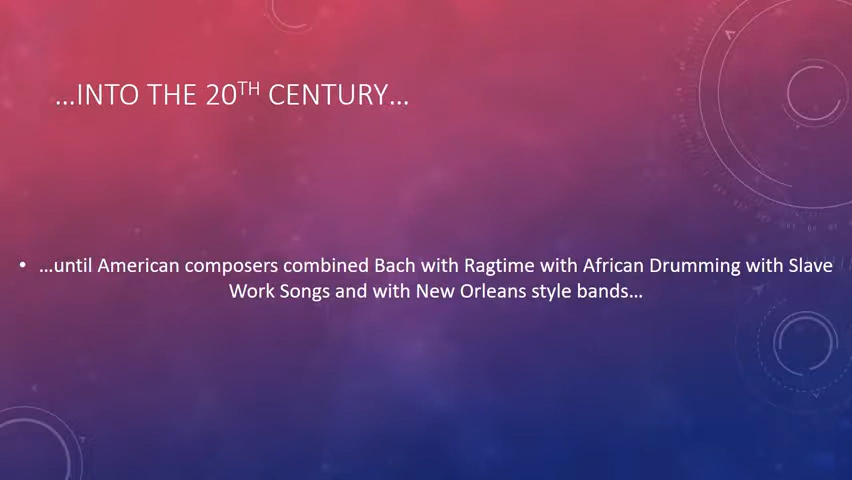 …INTO THE 20TH CENTURY…
• …until American composers combined Bach with Ragtime with African Drumming with Slave
Work Songs and with New Orleans style bands…